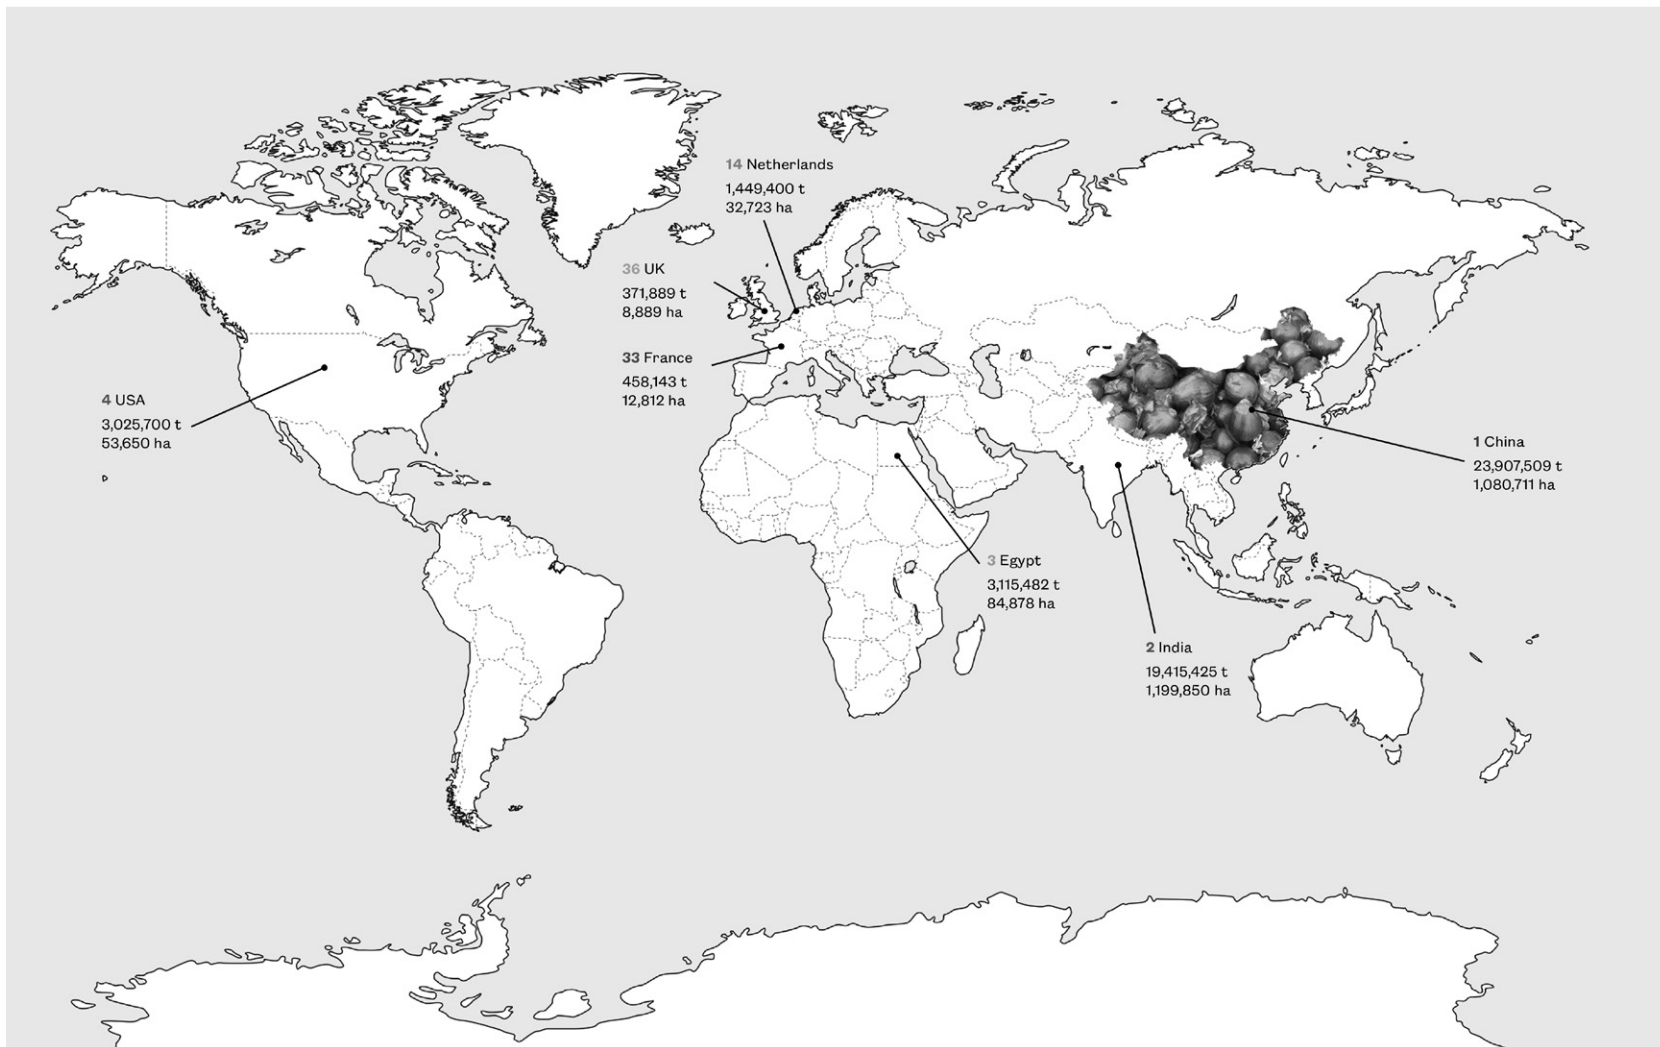 14 Netherlands
1,449,400 t
32,723 ha
36 UK
371,889 t
8,889 ha
33 France
458,143 t
12,812 ha
4 USA
3,025,700 t
53,650 ha
1 China
23,907,509 t
1,080,711 ha
3 Egypt
3,115,482 t
84,878 ha
2 India
19,415,425 t
1,199,850 ha